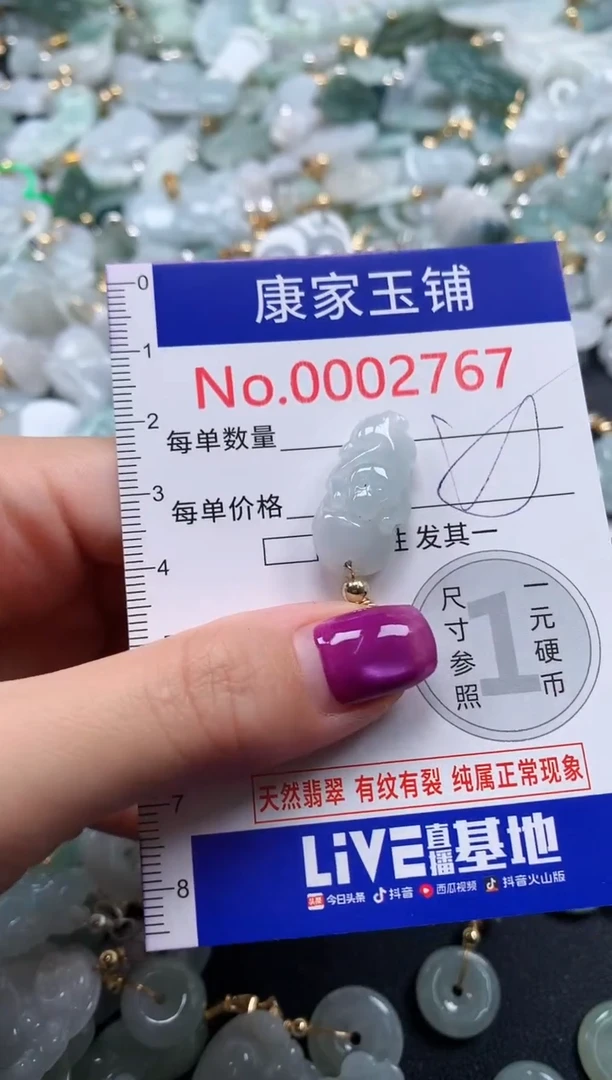 康家玉铺
No.0002767
每单数量
每单价格
发其一
尺寸参照
一元硬币
1
天然翡翠 有纹有裂 纯属正常现象
LiVE直播基地
头条 今日头条 抖音 西瓜视频 抖音火山版
0
1
2
3
4
7
8